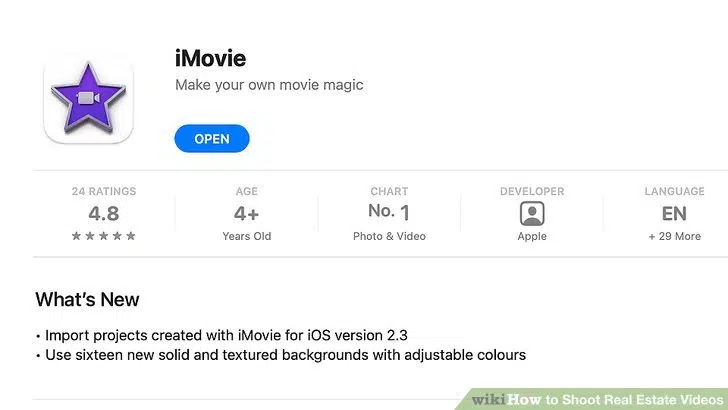 iMovie
Make your own movie magic
OPEN
24 RATINGS
4.8
★ ★ ★ ★ ★
AGE
4+
Years Old
CHART
No. 1
Photo & Video
DEVELOPER
Apple
LANGUAGE
EN
+ 29 More
What's New
• Import projects created with iMovie for iOS version 2.3
• Use sixteen new solid and textured backgrounds with adjustable colours
wikiHow to Shoot Real Estate Videos